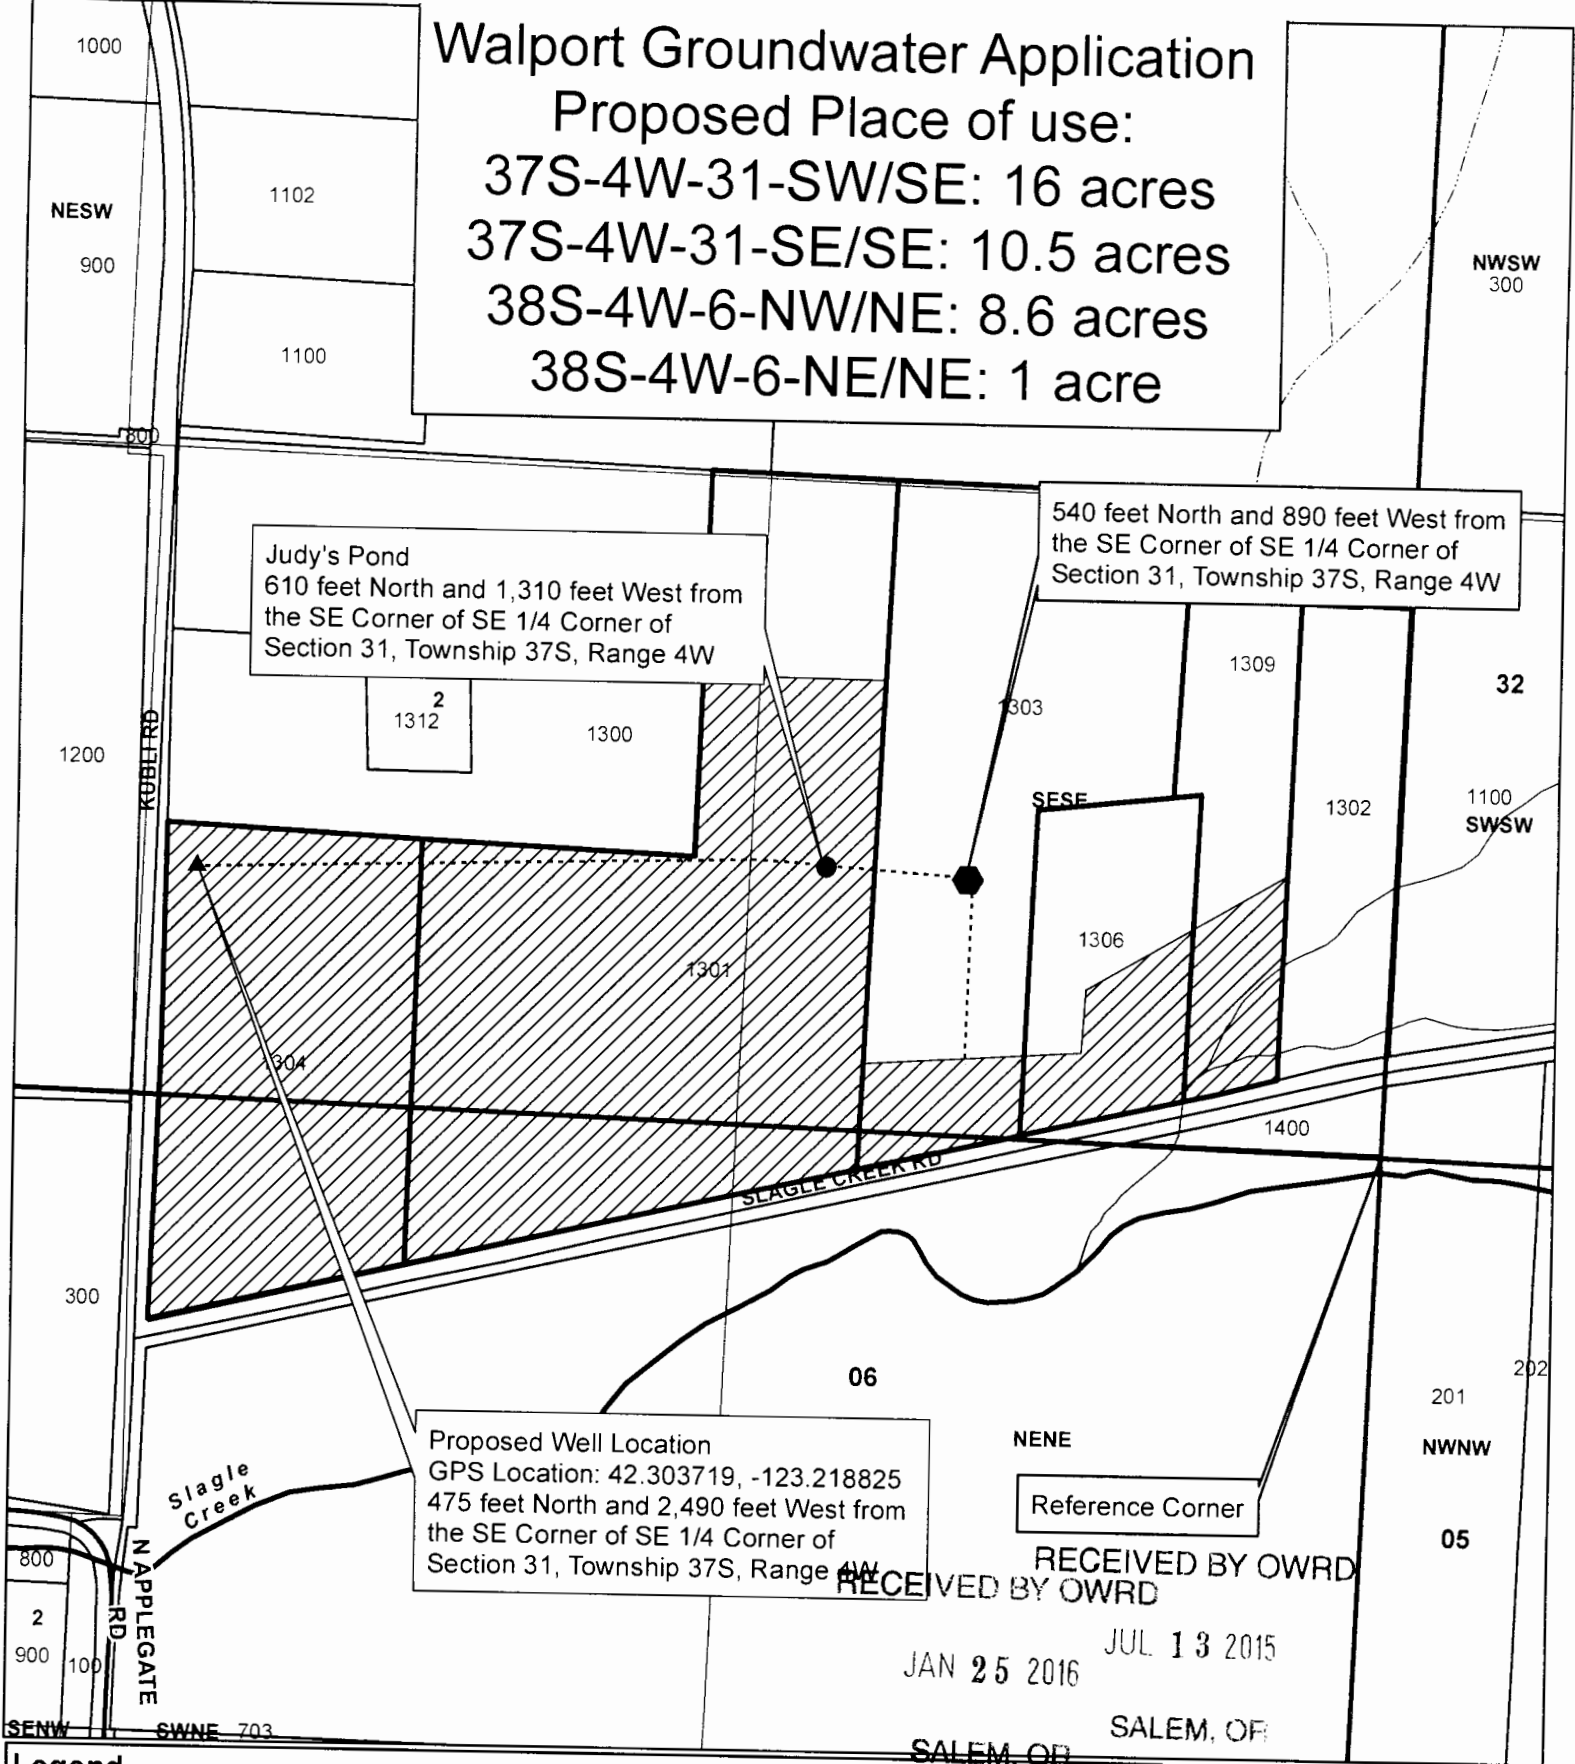 Walport Groundwater Application
Proposed Place of use:
37S-4W-31-SW/SE: 16 acres
37S-4W-31-SE/SE: 10.5 acres
38S-4W-6-NW/NE: 8.6 acres
38S-4W-6-NE/NE: 1 acre
1000
1102
NESW
900
1100
NWSW
300
800
540 feet North and 890 feet West from
the SE Corner of SE 1/4 Corner of
Section 31, Township 37S, Range 4W
Judy's Pond
610 feet North and 1,310 feet West from
the SE Corner of SE 1/4 Corner of
Section 31, Township 37S, Range 4W
1309
32
2
1312
1300
1303
1200
KUBLI RD
SESE
1302
1100
SWSW
1306
1301
1304
1400
SLAGLE CREEK RD
300
06
202
201
NENE
NWNW
Proposed Well Location
GPS Location: 42.303719, -123.218825
475 feet North and 2,490 feet West from
the SE Corner of SE 1/4 Corner of
Section 31, Township 37S, Range 4W
Slagle
Creek
Reference Corner
05
N APPLEGATE
RD
800
2
900
100
RECEIVED BY OWRD
RECEIVED BY OWRD
JUL 13 2015
JAN 25 2016
SALEM, OR
SALEM, OR
SENW
SWNE
703
Legend